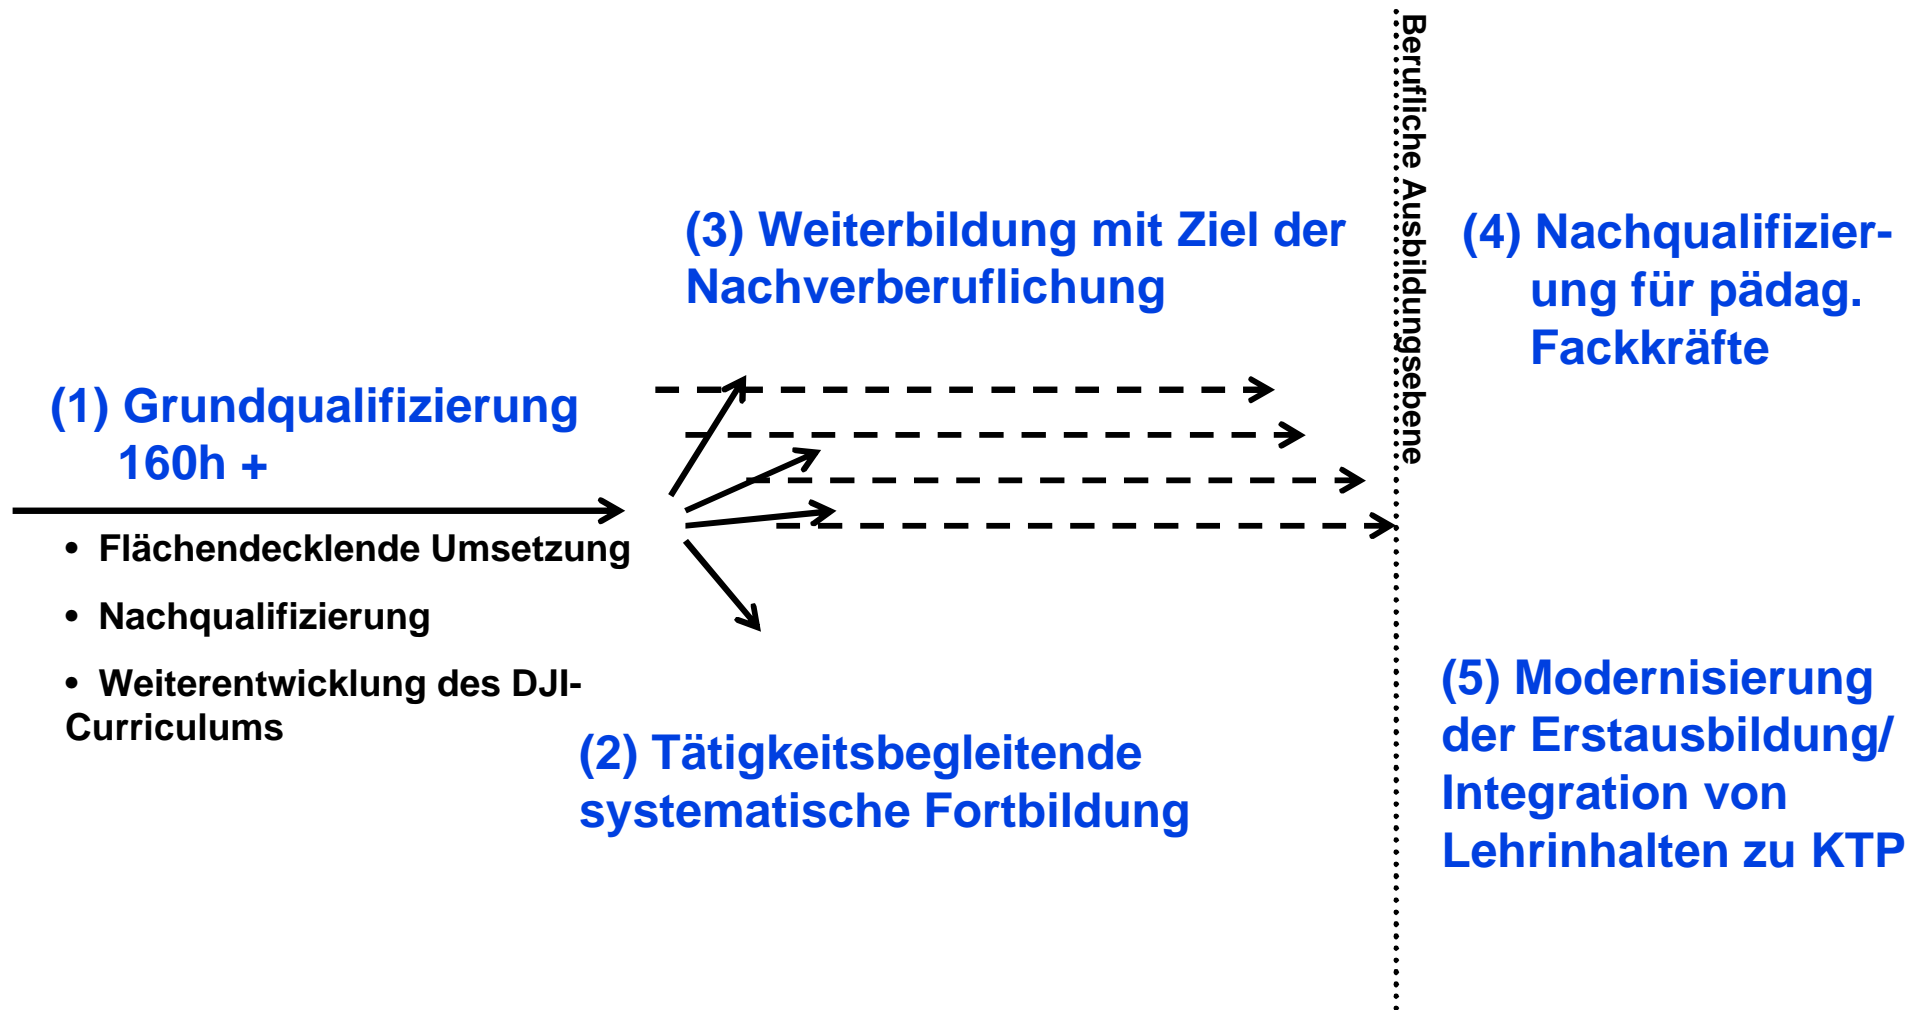 Berufliche Ausbildungsebene
(3) Weiterbildung mit Ziel der
Nachverberuflichung
(4) Nachqualifizier-
ung für pädag.
Fackkräfte
(1) Grundqualifizierung
160h +
• Flächendecklende Umsetzung
• Nachqualifizierung
• Weiterentwicklung des DJI-
Curriculums
(2) Tätigkeitsbegleitende
systematische Fortbildung
(5) Modernisierung
der Erstausbildung/
Integration von
Lehrinhalten zu KTP